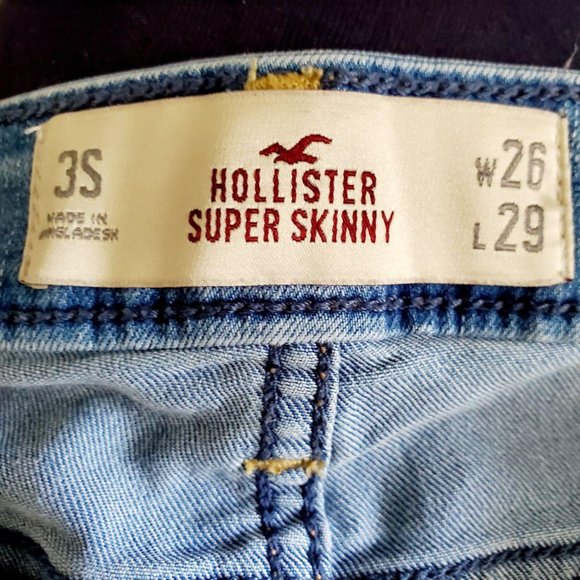 3S
MADE IN
BANGLADESH
HOLLISTER
SUPER SKINNY
W26
L29